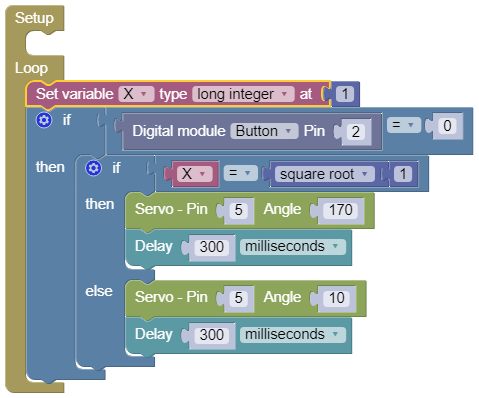 Setup
Loop
Set variable X type long integer at 1
if Digital module Button Pin 2 = 0
then if X = square root 1
then Servo - Pin 5 Angle 170
Delay 300 milliseconds
else Servo - Pin 5 Angle 10
Delay 300 milliseconds